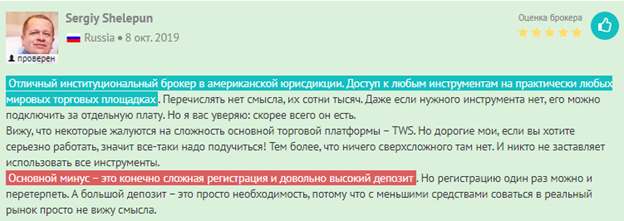 Sergiy Shelepun
Russia • 8 окт. 2019
Оценка брокера
проверен
Отличный институциональный брокер в американской юрисдикции. Доступ к любым инструментам на практически любых
мировых торговых площадках. Перечислять нет смысла, их сотни тысяч. Даже если нужного инструмента нет, его можно
подключить за отдельную плату. Но я вас уверяю: скорее всего он есть.
Вижу, что некоторые жалуются на сложность основной торговой платформы – TWS. Но дорогие мои, если вы хотите
серьезно работать, значит все-таки надо подучиться! Тем более, что ничего сверхсложного там нет. И никто не заставляет
использовать все инструменты.
Основной минус – это конечно сложная регистрация и довольно высокий депозит. Но регистрацию один раз можно и
перетерпеть. А большой депозит – это просто необходимость, потому что с меньшими средствами соваться в реальный
рынок просто не вижу смысла.